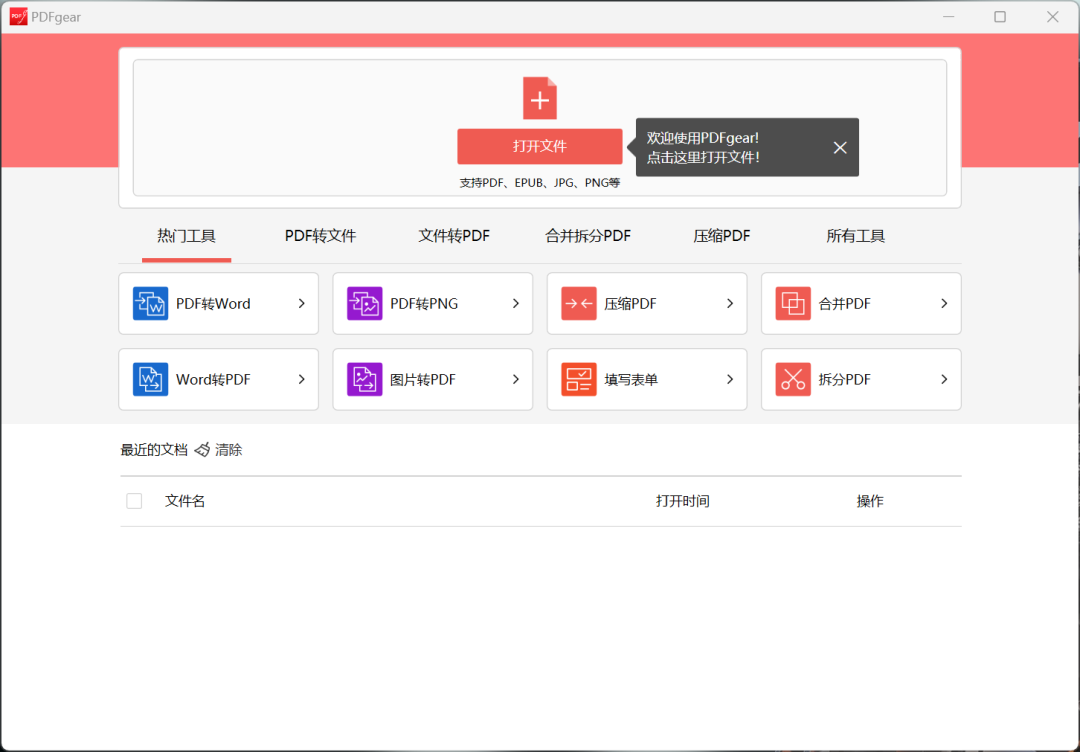 PDFgear
打开文件
欢迎使用PDFgear!
点击这里打开文件!
支持PDF、EPUB、JPG、PNG等
热门工具 PDF转文件 文件转PDF 合并拆分PDF 压缩PDF 所有工具
PDF转Word PDF转PNG 压缩PDF 合并PDF
Word转PDF 图片转PDF 填写表单 拆分PDF
最近的文档 清除
文件名 打开时间 操作